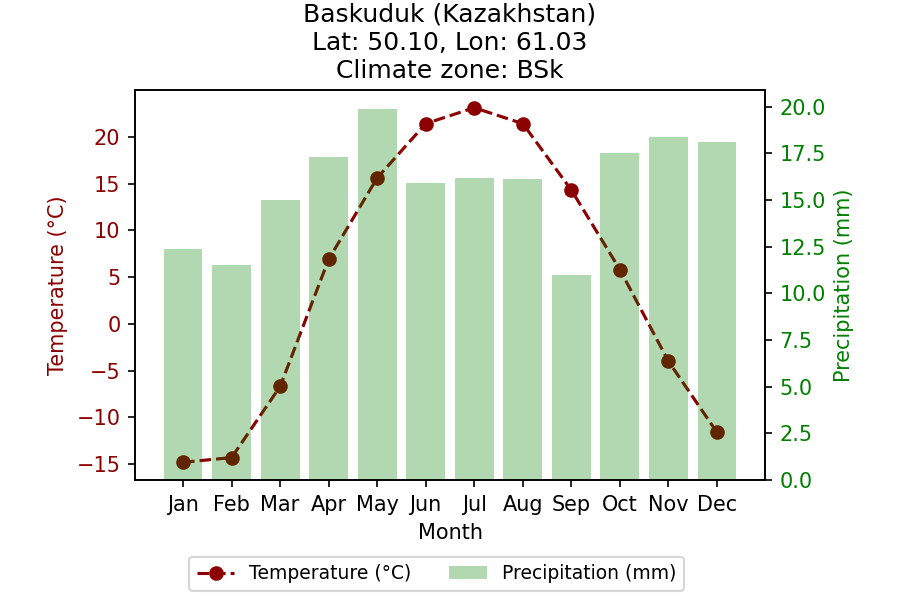 Baskuduk (Kazakhstan)
Lat: 50.10, Lon: 61.03
Climate zone: BSk
Temperature (°C)
20
15
10
5
0
−5
−10
−15
20.0
17.5
15.0
12.5
10.0
7.5
5.0
2.5
0.0
Precipitation (mm)
Jan Feb Mar Apr May Jun Jul Aug Sep Oct Nov Dec
Month
Temperature (°C) Precipitation (mm)